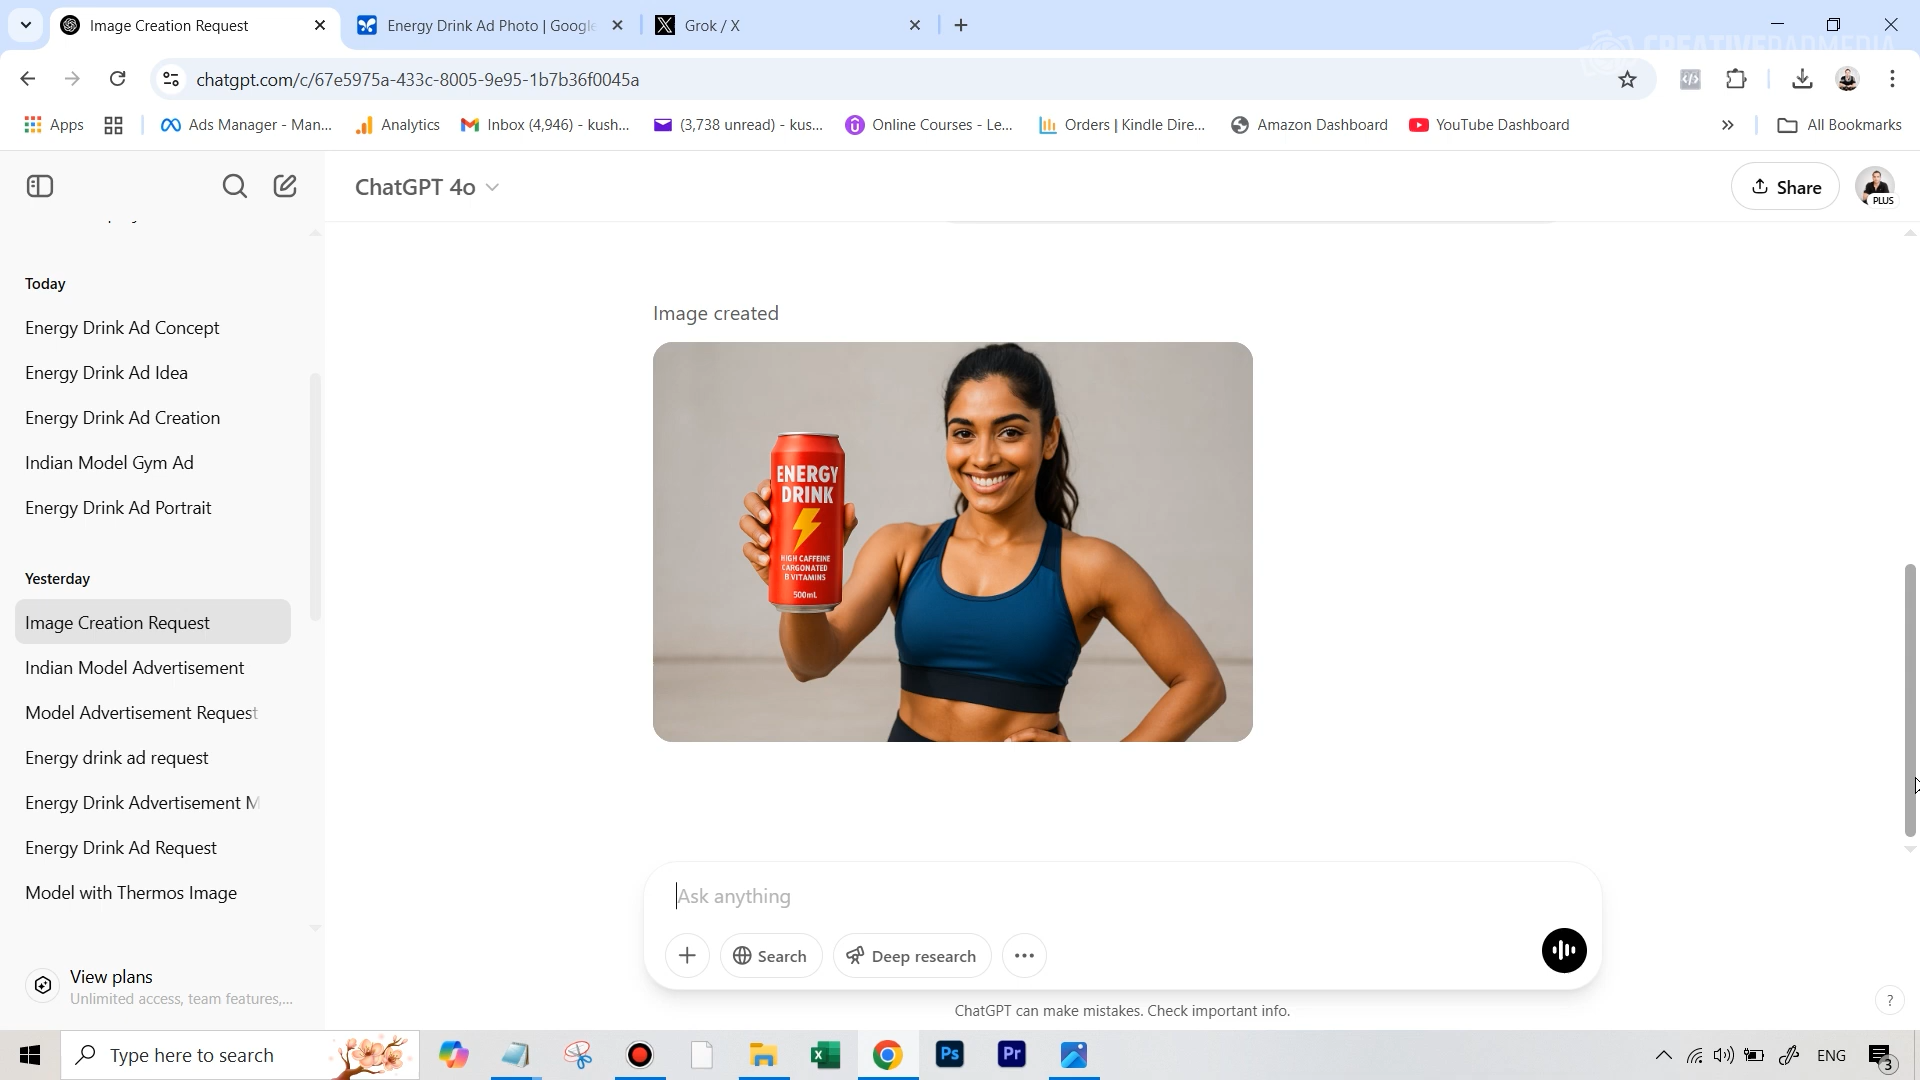 Image Creation Request
Energy Drink Ad Photo | Google
Grok / X
CREATIVEPADMEDIA
chatgpt.com/c/67e5975a-433c-8005-9e95-1b7b36f0045a
Apps
Ads Manager - Man...
Analytics
Inbox (4,946) - kush...
(3,738 unread) - kus...
Online Courses - Le...
Orders | Kindle Dire...
Amazon Dashboard
YouTube Dashboard
All Bookmarks
ChatGPT 4o
Share
PLUS
Today
Energy Drink Ad Concept
Energy Drink Ad Idea
Energy Drink Ad Creation
Indian Model Gym Ad
Energy Drink Ad Portrait
Yesterday
Image Creation Request
Indian Model Advertisement
Model Advertisement Request
Energy drink ad request
Energy Drink Advertisement M
Energy Drink Ad Request
Model with Thermos Image
View plans
Unlimited access, team features,...
Image created
ENERGY
DRINK
HIGH CAFFEINE
CARGONATED
B VITAMINS
500mL
Ask anything
Search
Deep research
ChatGPT can make mistakes. Check important info.
?
Type here to search
Ps
Pr
ENG
3